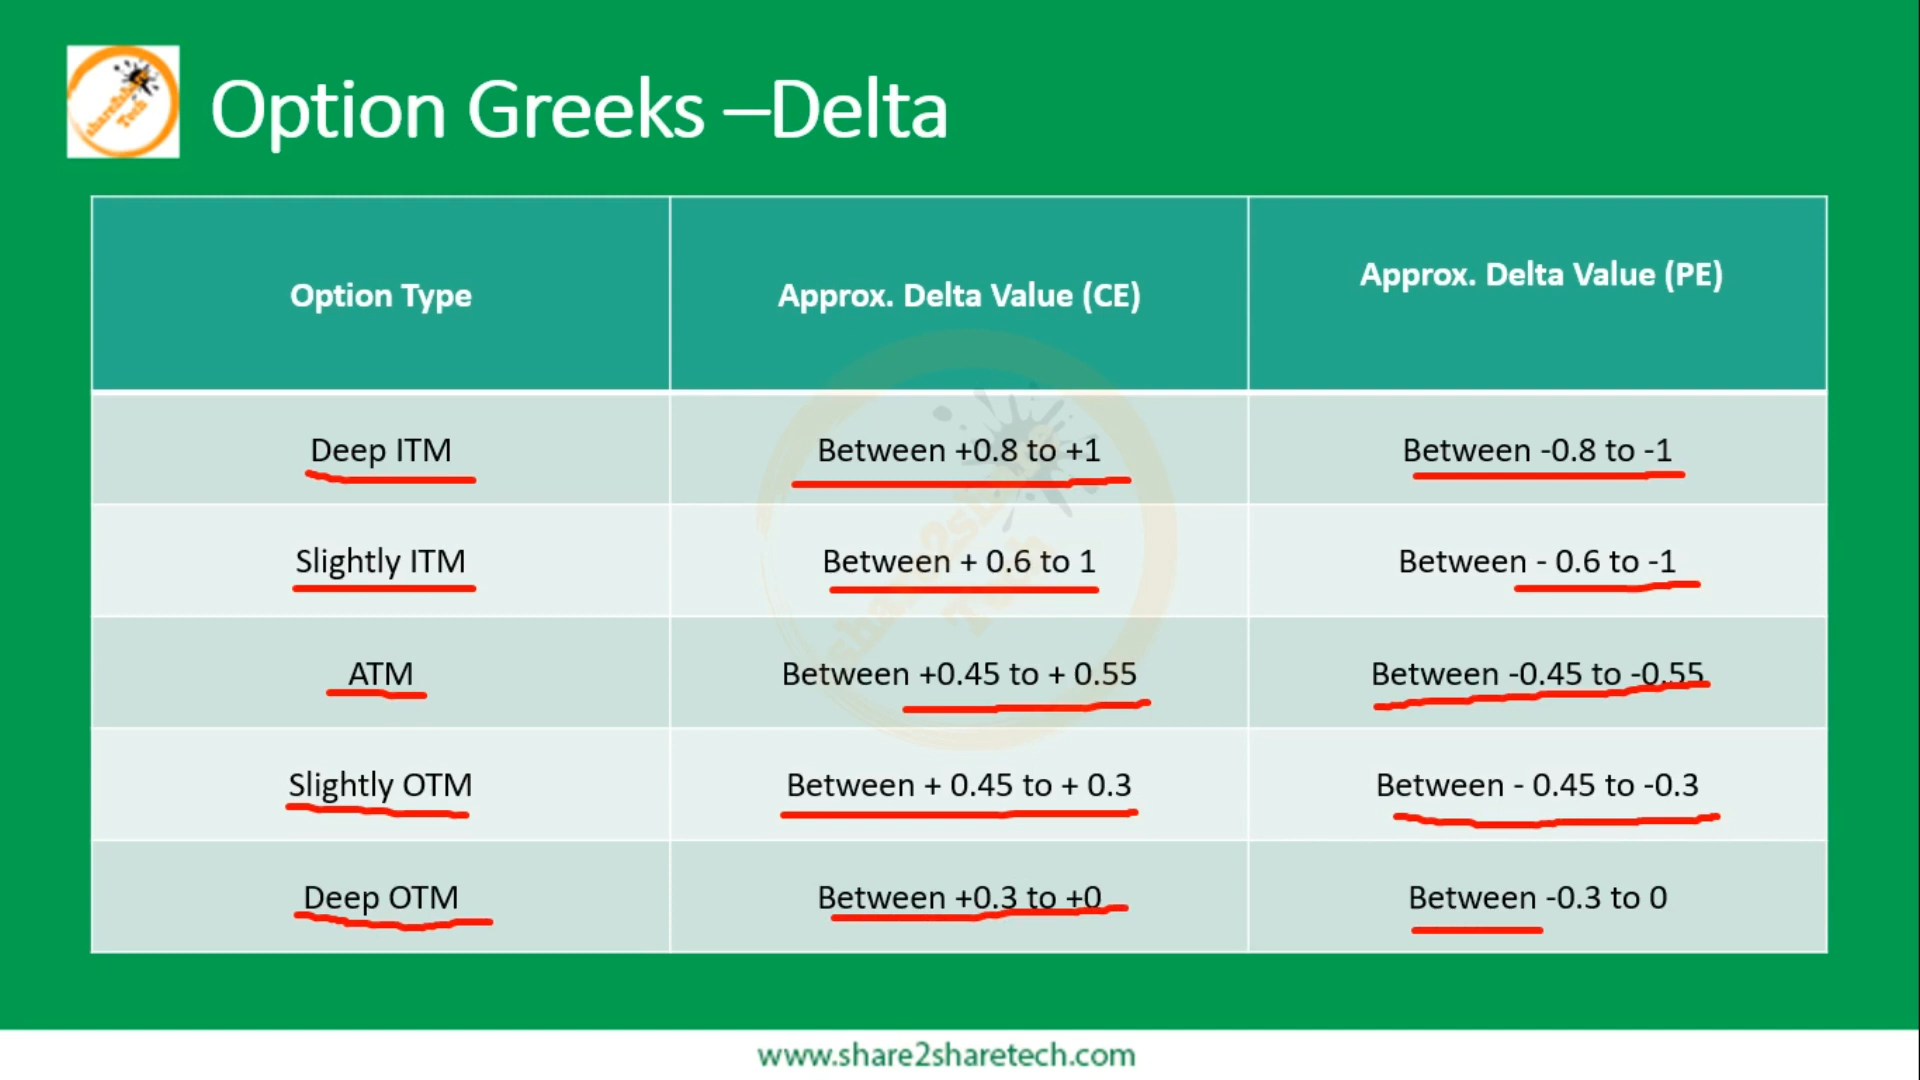 share2share
Tech
Option Greeks –Delta
Option Type
Approx. Delta Value (CE)
Approx. Delta Value (PE)
Deep ITM
Between +0.8 to +1
Between -0.8 to -1
Slightly ITM
Between + 0.6 to 1
Between - 0.6 to -1
ATM
Between +0.45 to + 0.55
Between -0.45 to -0.55
Slightly OTM
Between + 0.45 to + 0.3
Between - 0.45 to -0.3
Deep OTM
Between +0.3 to +0
Between -0.3 to 0
www.share2sharetech.com